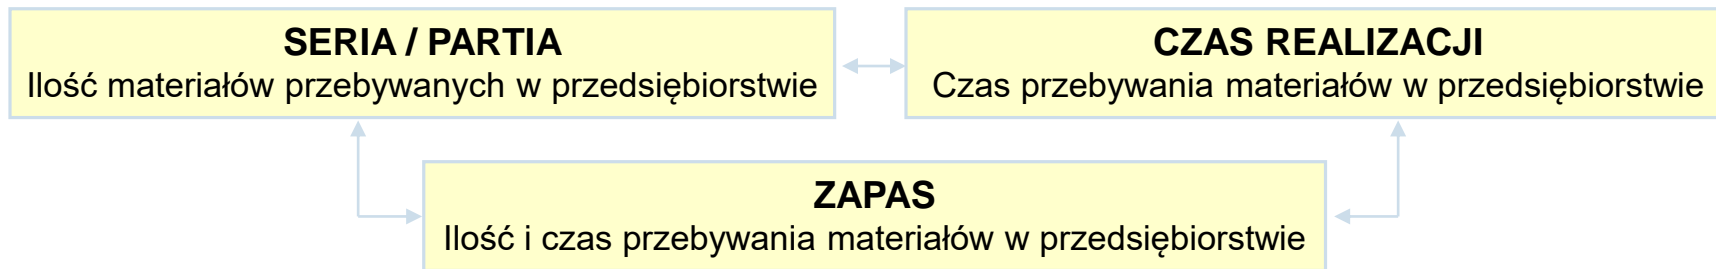 SERIA / PARTIA
Ilość materiałów przebywanych w przedsiębiorstwie
CZAS REALIZACJI
Czas przebywania materiałów w przedsiębiorstwie
ZAPAS
Ilość i czas przebywania materiałów w przedsiębiorstwie